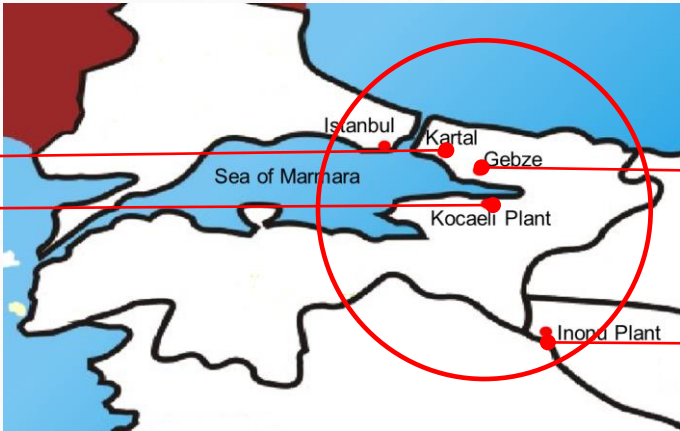 Istanbul
Kartal
Gebze
Sea of Marmara
Kocaeli Plant
Inonu Plant